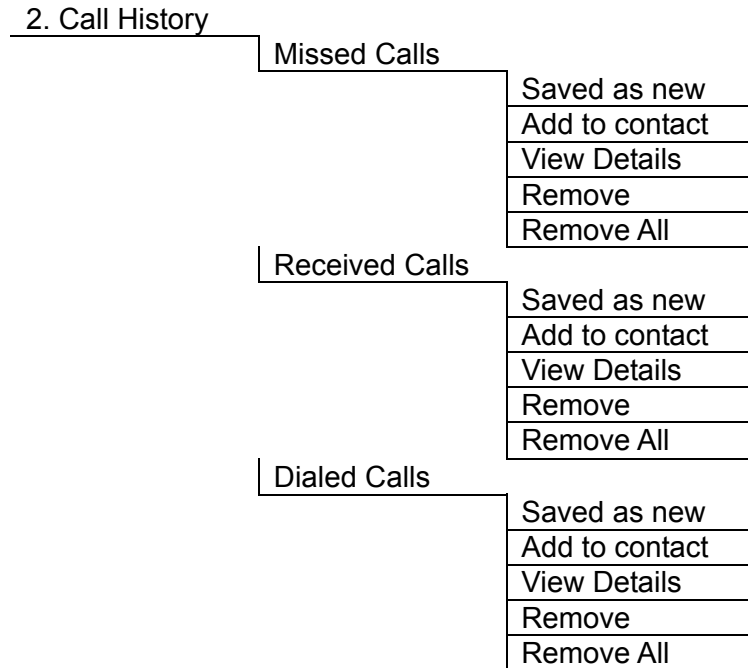 2. Call History
Missed Calls
Saved as new
Add to contact
View Details
Remove
Remove All
Received Calls
Saved as new
Add to contact
View Details
Remove
Remove All
Dialed Calls
Saved as new
Add to contact
View Details
Remove
Remove All